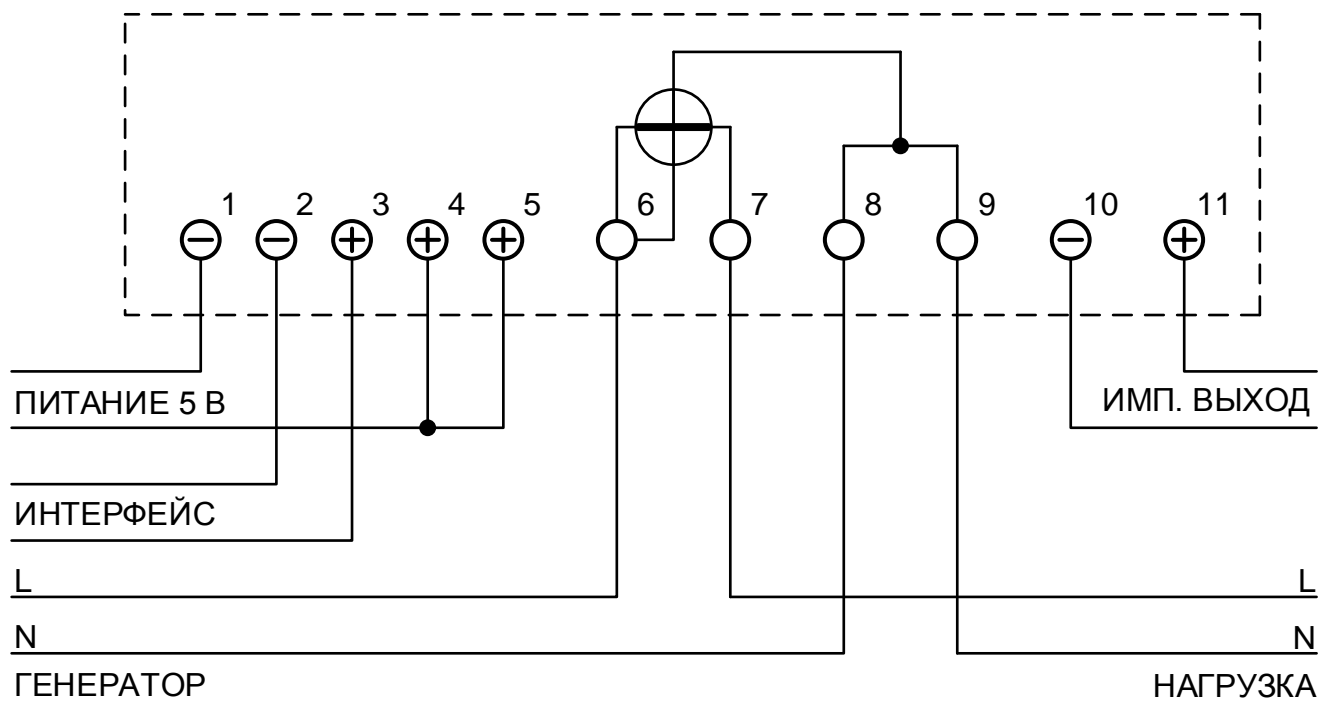 1 2 3 4 5 6 7 8 9 10 11
ПИТАНИЕ 5 В
ИМП. ВЫХОД
ИНТЕРФЕЙС
L
L
N
N
ГЕНЕРАТОР
НАГРУЗКА